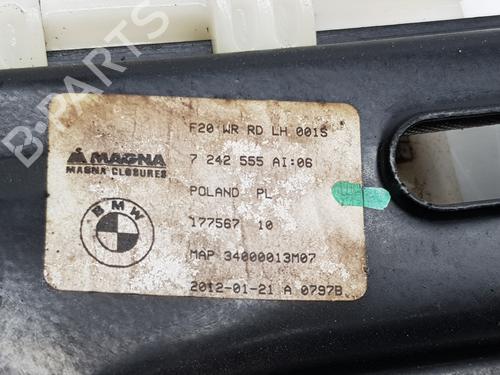 F20 WR RD LH 001S
MAGNA
MAGNA CLOSURES
7 242 555 AI:06
POLAND PL
BMW
177567 10
MAP 34000013M07
2012-01-21 A 0797B